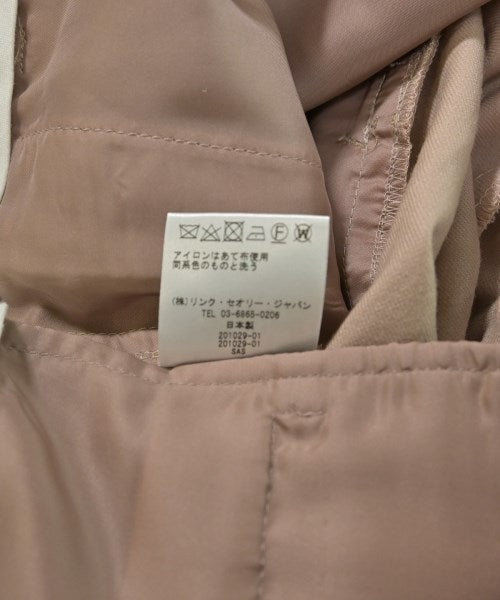 アイロンはあて布使用
同系色のものと洗う
(株)リンク・セオリー・ジャパン
TEL 03-6865-0206
日本製
201029-01
201029-01
SAS